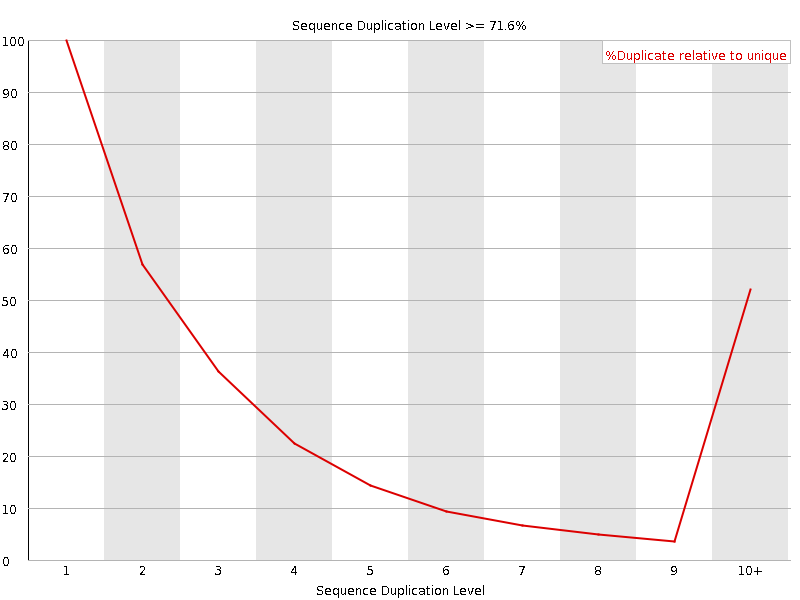 Sequence Duplication Level >= 71.6%
%Duplicate relative to unique
100
90
80
70
60
50
40
30
20
10
0
1 2 3 4 5 6 7 8 9 10+
Sequence Duplication Level